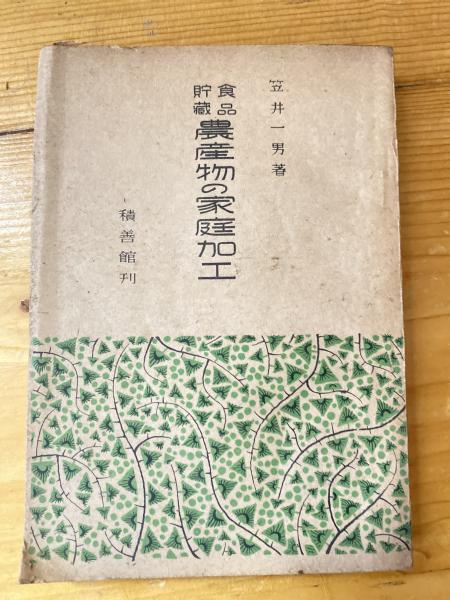 笠井一男著
食品
貯蔵
農産物の家庭加工
積善館刊